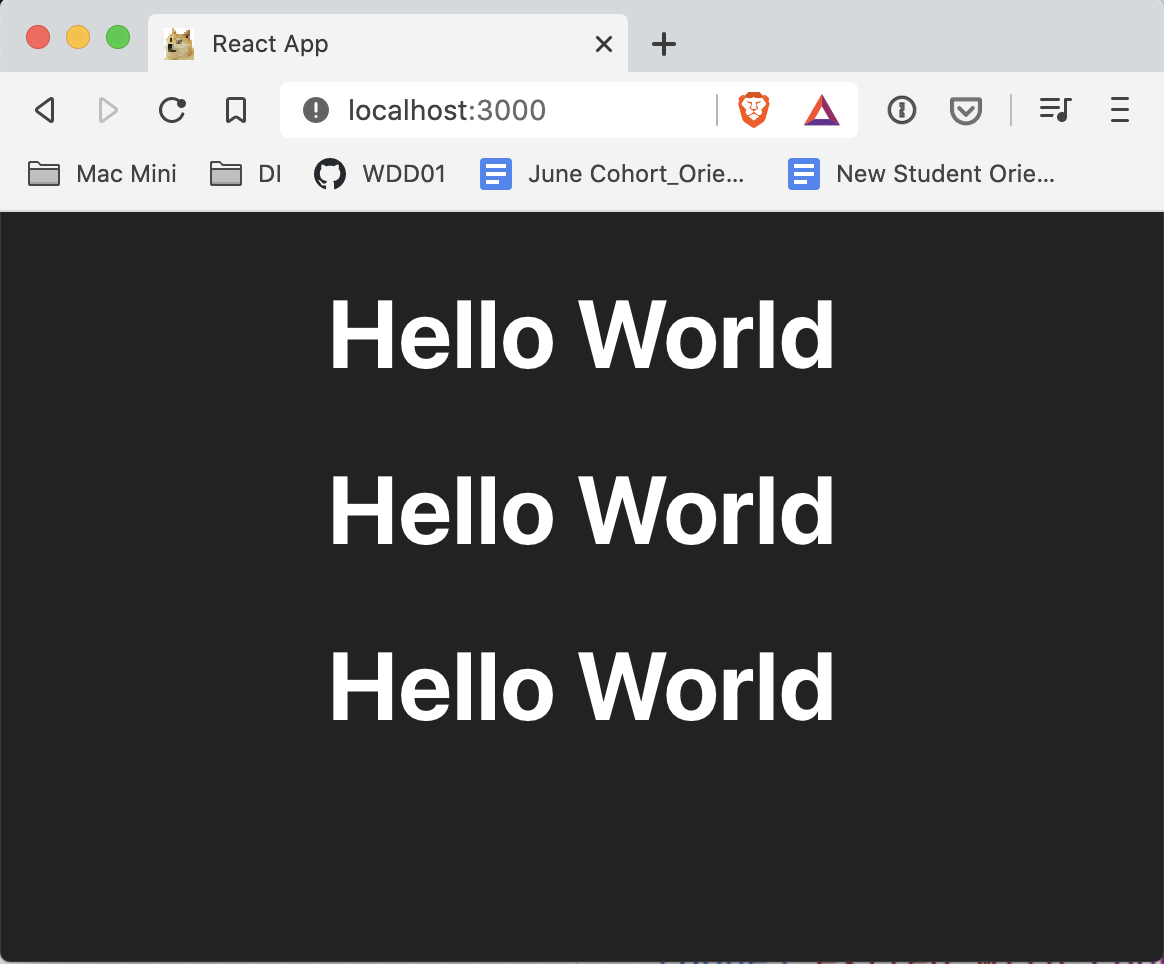 React App
localhost:3000
Mac Mini DI WDD01 June Cohort_Orie... New Student Orie...
Hello World
Hello World
Hello World